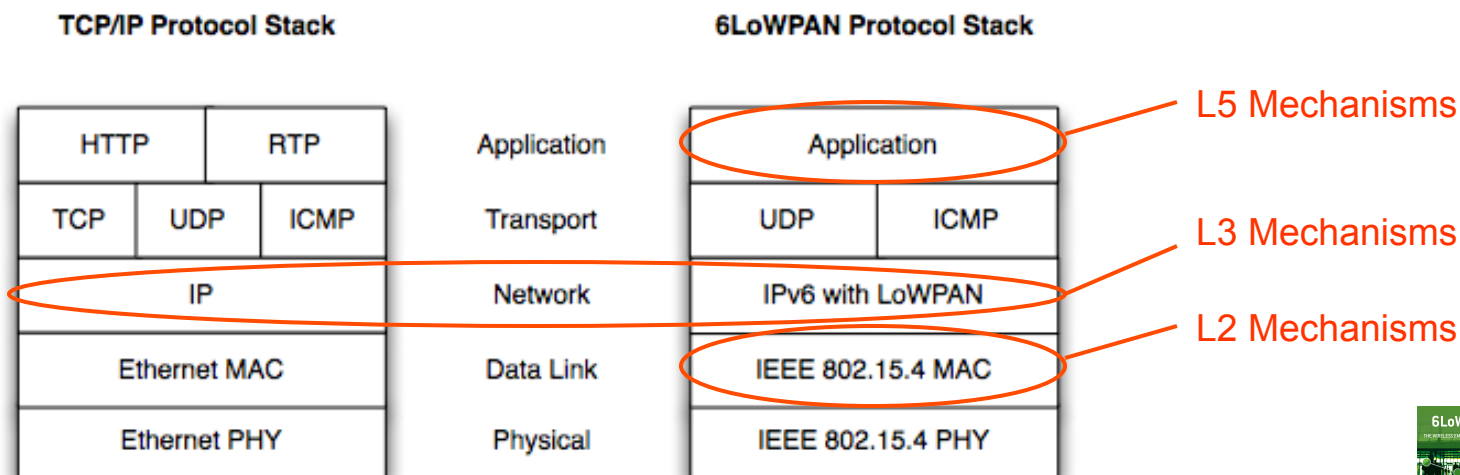 TCP/IP Protocol Stack
6LoWPAN Protocol Stack
HTTP RTP Application Application L5 Mechanisms
TCP UDP ICMP Transport UDP ICMP
L3 Mechanisms
IP Network IPv6 with LoWPAN
L2 Mechanisms
Ethernet MAC Data Link IEEE 802.15.4 MAC
Ethernet PHY Physical IEEE 802.15.4 PHY